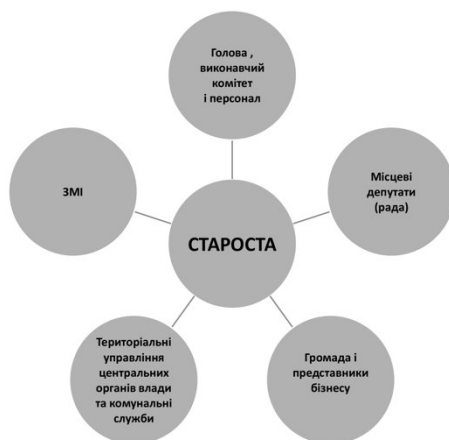 Голова ,
виконавчий
комітет
і персонал
ЗМІ
Місцеві
депутати
(рада)
СТАРОСТА
Територіальні
управління
центральних
органів влади
та комунальні
служби
Громада і
представники
бізнесу